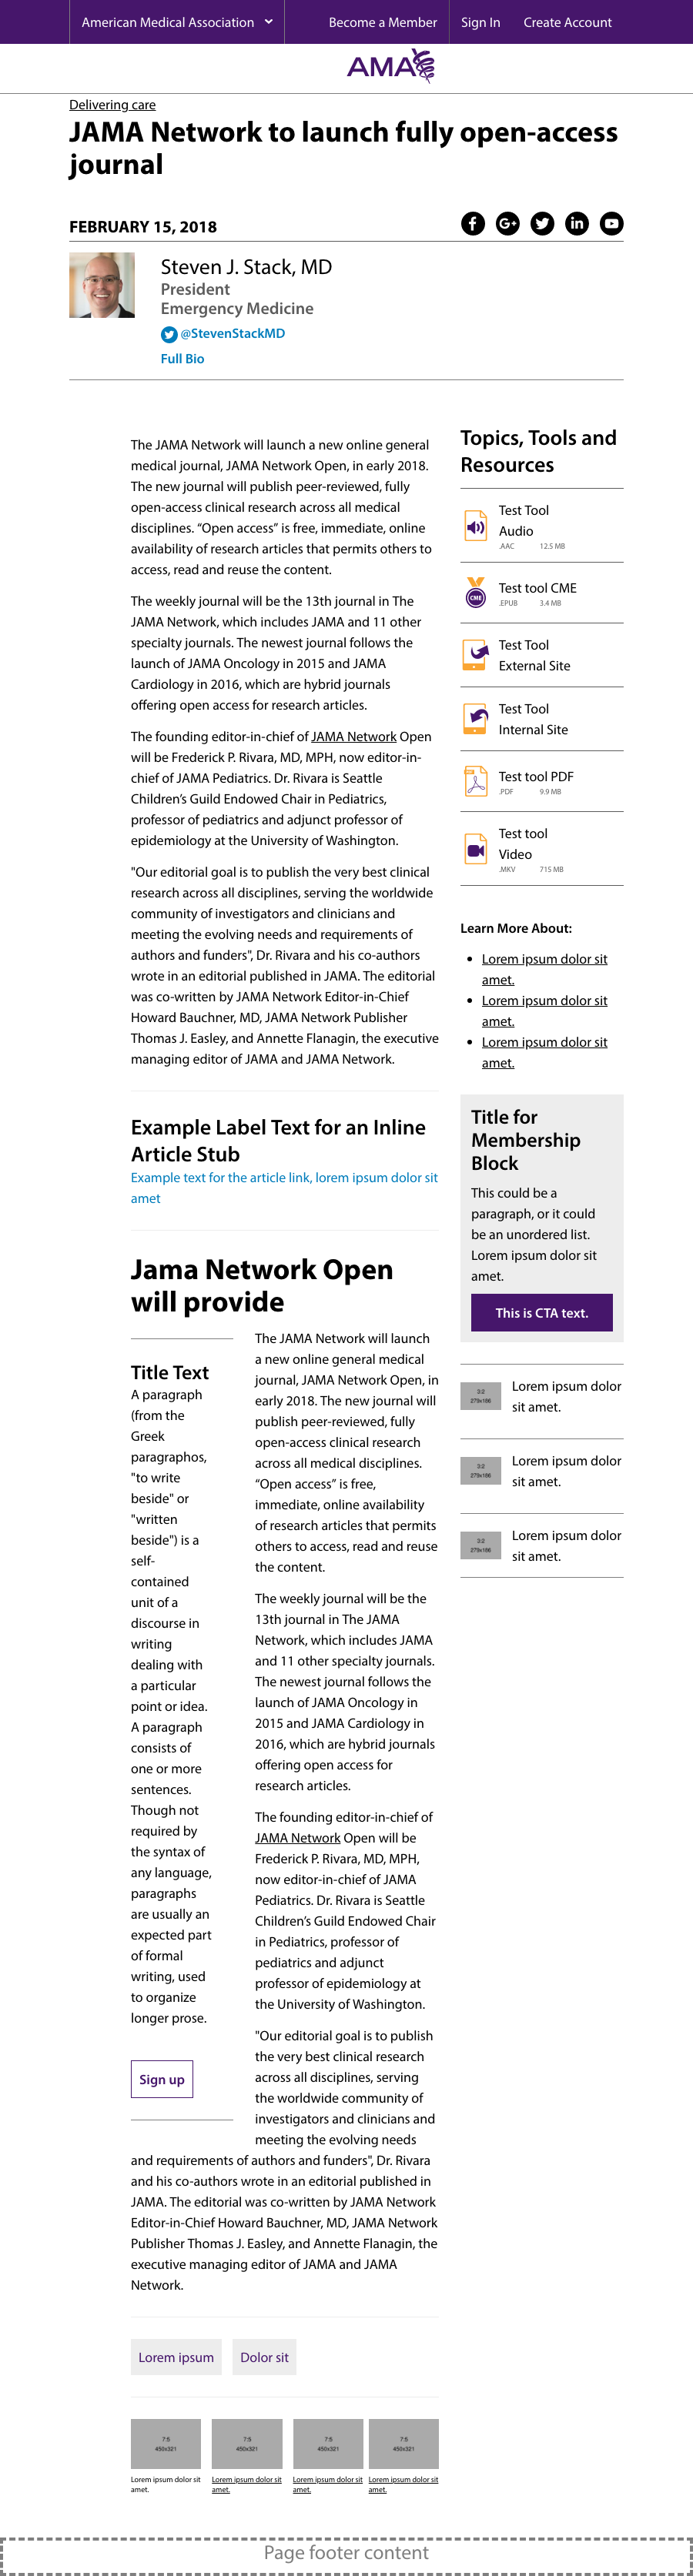 American Medical Association
Become a Member
Sign In
Create Account
AMA
Delivering care
JAMA Network to launch fully open-access
journal
FEBRUARY 15, 2018
Steven J. Stack, MD
President
Emergency Medicine
@StevenStackMD
Full Bio
The JAMA Network will launch a new online general
medical journal, JAMA Network Open, in early 2018.
The new journal will publish peer-reviewed, fully
open-access clinical research across all medical
disciplines. “Open access” is free, immediate, online
availability of research articles that permits others to
access, read and reuse the content.
The weekly journal will be the 13th journal in The
JAMA Network, which includes JAMA and 11 other
specialty journals. The newest journal follows the
launch of JAMA Oncology in 2015 and JAMA
Cardiology in 2016, which are hybrid journals
offering open access for research articles.
The founding editor-in-chief of JAMA Network Open
will be Frederick P. Rivara, MD, MPH, now editor-in-
chief of JAMA Pediatrics. Dr. Rivara is Seattle
Children’s Guild Endowed Chair in Pediatrics,
professor of pediatrics and adjunct professor of
epidemiology at the University of Washington.
"Our editorial goal is to publish the very best clinical
research across all disciplines, serving the worldwide
community of investigators and clinicians and
meeting the evolving needs and requirements of
authors and funders", Dr. Rivara and his co-authors
wrote in an editorial published in JAMA. The editorial
was co-written by JAMA Network Editor-in-Chief
Howard Bauchner, MD, JAMA Network Publisher
Thomas J. Easley, and Annette Flanagin, the executive
managing editor of JAMA and JAMA Network.
Example Label Text for an Inline
Article Stub
Example text for the article link, lorem ipsum dolor sit
amet
Jama Network Open
will provide
Title Text
A paragraph
(from the
Greek
paragraphos,
"to write
beside" or
"written
beside") is a
self-
contained
unit of a
discourse in
writing
dealing with
a particular
point or idea.
A paragraph
consists of
one or more
sentences.
Though not
required by
the syntax of
any language,
paragraphs
are usually an
expected part
of formal
writing, used
to organize
longer prose.
Sign up
The JAMA Network will launch
a new online general medical
journal, JAMA Network Open, in
early 2018. The new journal will
publish peer-reviewed, fully
open-access clinical research
across all medical disciplines.
“Open access” is free,
immediate, online availability
of research articles that permits
others to access, read and reuse
the content.
The weekly journal will be the
13th journal in The JAMA
Network, which includes JAMA
and 11 other specialty journals.
The newest journal follows the
launch of JAMA Oncology in
2015 and JAMA Cardiology in
2016, which are hybrid journals
offering open access for
research articles.
The founding editor-in-chief of
JAMA Network Open will be
Frederick P. Rivara, MD, MPH,
now editor-in-chief of JAMA
Pediatrics. Dr. Rivara is Seattle
Children’s Guild Endowed Chair
in Pediatrics, professor of
pediatrics and adjunct
professor of epidemiology at
the University of Washington.
"Our editorial goal is to publish
the very best clinical research
across all disciplines, serving
the worldwide community of
investigators and clinicians and
meeting the evolving needs
and requirements of authors and funders", Dr. Rivara
and his co-authors wrote in an editorial published in
JAMA. The editorial was co-written by JAMA Network
Editor-in-Chief Howard Bauchner, MD, JAMA Network
Publisher Thomas J. Easley, and Annette Flanagin, the
executive managing editor of JAMA and JAMA
Network.
Lorem ipsum
Dolor sit
7:5
450x321
7:5
450x321
7:5
450x321
7:5
450x321
Lorem ipsum dolor sit
amet.
Lorem ipsum dolor sit
amet.
Lorem ipsum dolor sit
amet.
Lorem ipsum dolor sit
amet.
Topics, Tools and
Resources
Test Tool
Audio
.AAC 12.5 MB
CME
Test tool CME
.EPUB 3.4 MB
Test Tool
External Site
Test Tool
Internal Site
Test tool PDF
.PDF 9.9 MB
Test tool
Video
.MKV 715 MB
Learn More About:
Lorem ipsum dolor sit
amet.
Lorem ipsum dolor sit
amet.
Lorem ipsum dolor sit
amet.
Title for
Membership
Block
This could be a
paragraph, or it could
be an unordered list.
Lorem ipsum dolor sit
amet.
This is CTA text.
3:2
279x186
Lorem ipsum dolor
sit amet.
3:2
279x186
Lorem ipsum dolor
sit amet.
3:2
279x186
Lorem ipsum dolor
sit amet.
Page footer content